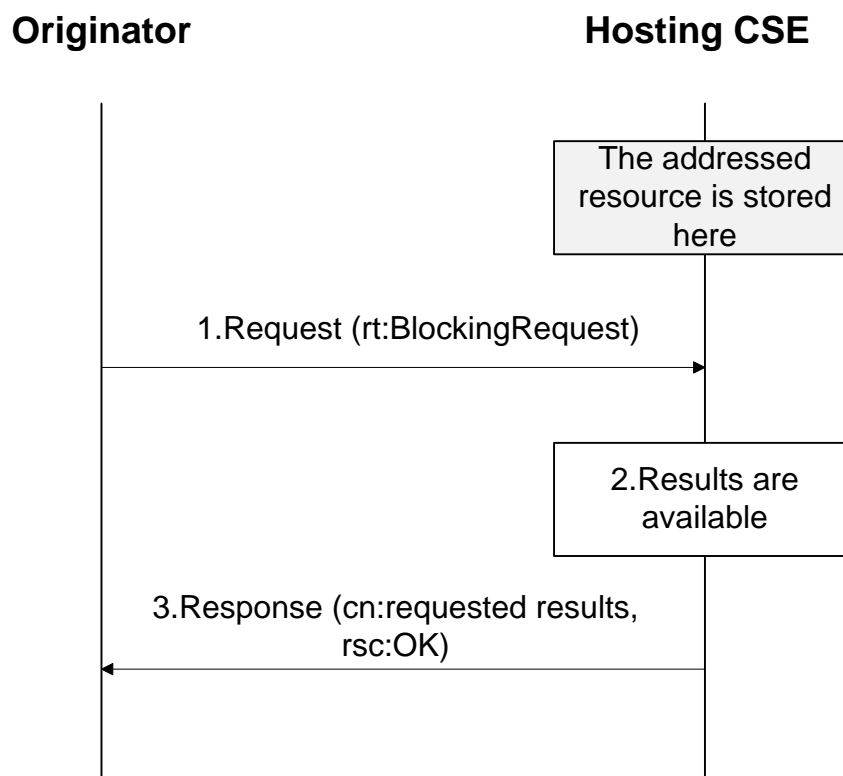 Originator
Hosting CSE
The addressed
resource is stored
here
1.Request (rt:BlockingRequest)
2.Results are
available
3.Response (cn:requested results,
rsc:OK)